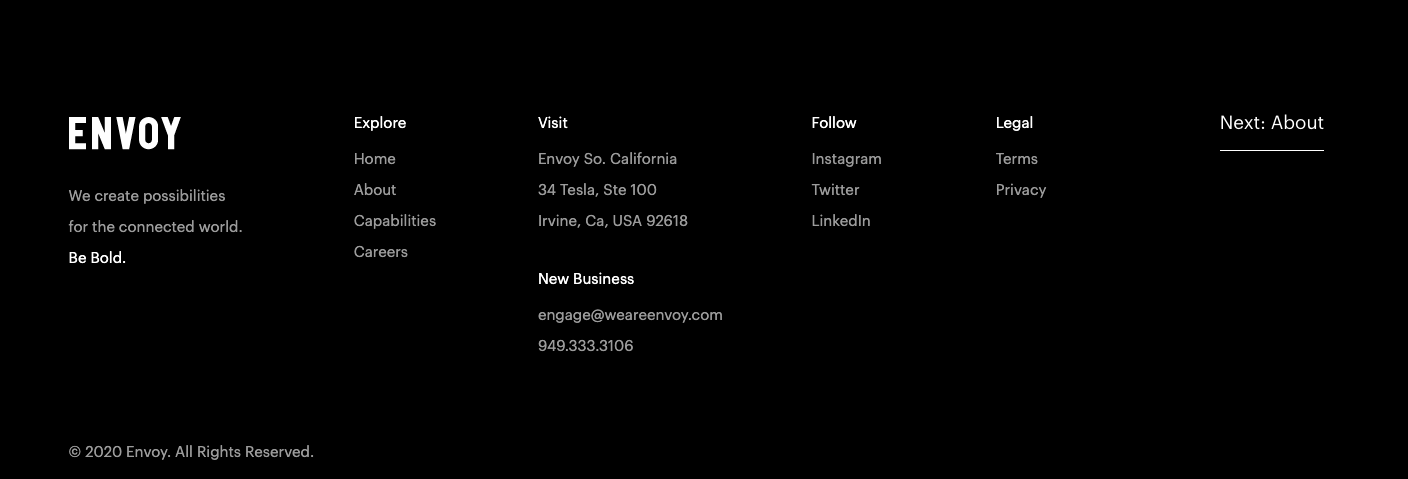 ENVOY
We create possibilities
for the connected world.
Be Bold.
Explore
Home
About
Capabilities
Careers
Visit
Envoy So. California
34 Tesla, Ste 100
Irvine, Ca, USA 92618
New Business
engage@weareenvoy.com
949.333.3106
Follow
Instagram
Twitter
LinkedIn
Legal
Terms
Privacy
Next: About
© 2020 Envoy. All Rights Reserved.